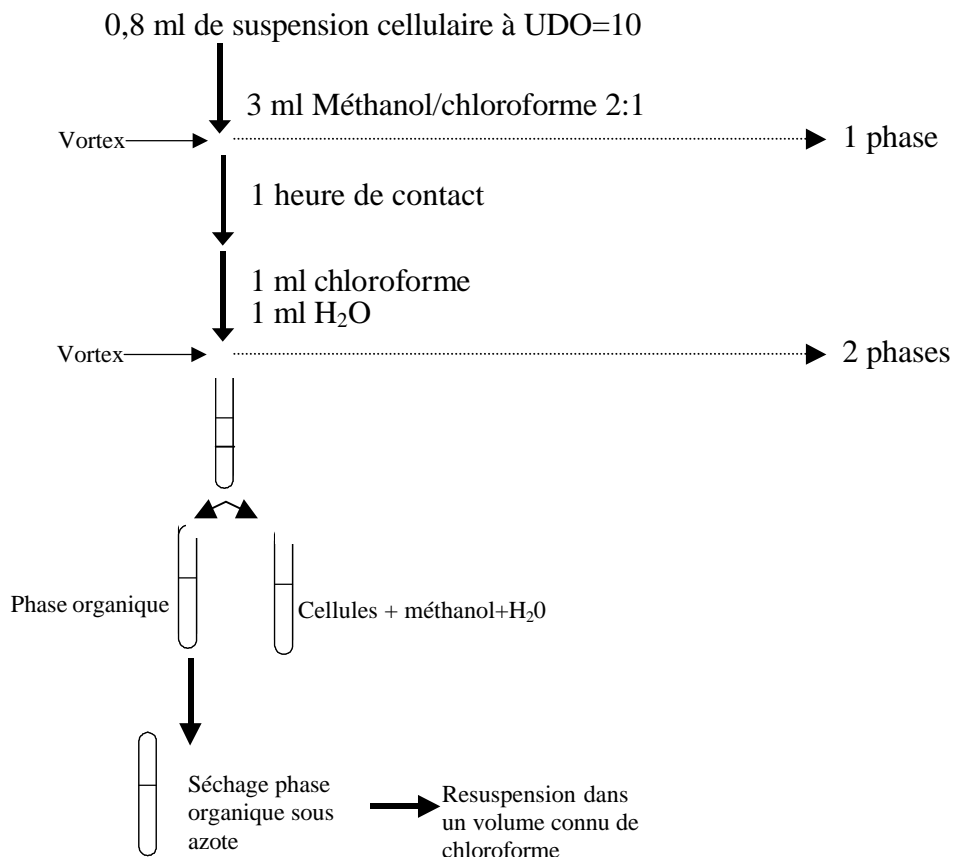 0,8 ml de suspension cellulaire à UDO=10
3 ml Méthanol/chloroforme 2:1
Vortex
1 phase
1 heure de contact
1 ml chloroforme
1 ml H₂O
Vortex
2 phases
Phase organique
Cellules + méthanol+H₂0
Séchage phase
organique sous
azote
Resuspension dans
un volume connu de
chloroforme